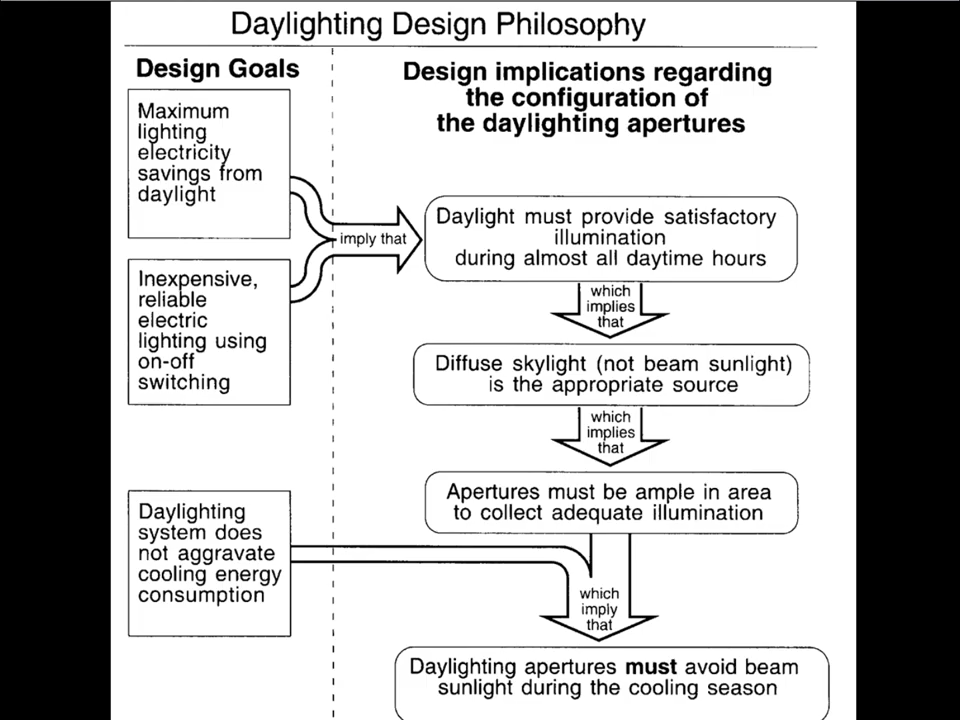 Daylighting Design Philosophy
Design Goals
Maximum
lighting
electricity
savings from
daylight
Inexpensive,
reliable
electric
lighting using
on-off
switching
Daylighting
system does
not aggravate
cooling energy
consumption
Design implications regarding
the configuration of
the daylighting apertures
imply that
Daylight must provide satisfactory
illumination
during almost all daytime hours
which
implies
that
Diffuse skylight (not beam sunlight)
is the appropriate source
which
implies
that
Apertures must be ample in area
to collect adequate illumination
which
imply
that
Daylighting apertures must avoid beam
sunlight during the cooling season